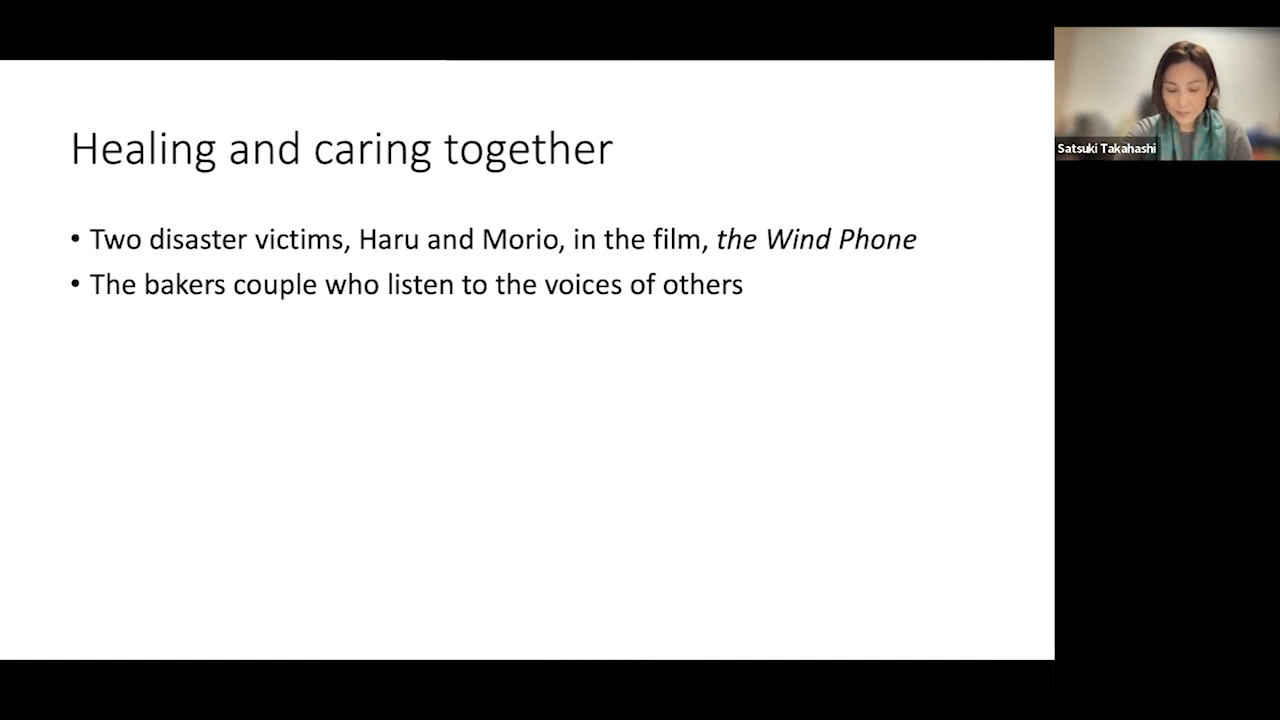 Healing and caring together
• Two disaster victims, Haru and Morio, in the film, the Wind Phone
• The bakers couple who listen to the voices of others
Satsuki Takahashi